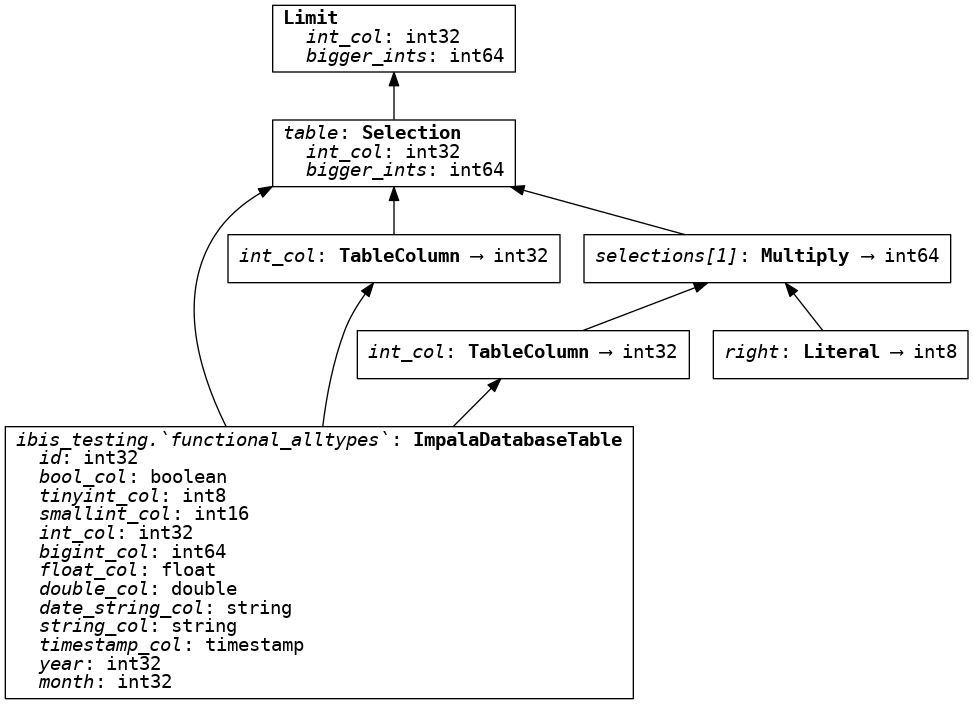 Limit
int_col: int32
bigger_ints: int64
table: Selection
int_col: int32
bigger_ints: int64
int_col: TableColumn → int32
selections[1]: Multiply → int64
int_col: TableColumn → int32
right: Literal → int8
ibis_testing.`functional_alltypes`: ImpalaDatabaseTable
id: int32
bool_col: boolean
tinyint_col: int8
smallint_col: int16
int_col: int32
bigint_col: int64
float_col: float
double_col: double
date_string_col: string
string_col: string
timestamp_col: timestamp
year: int32
month: int32